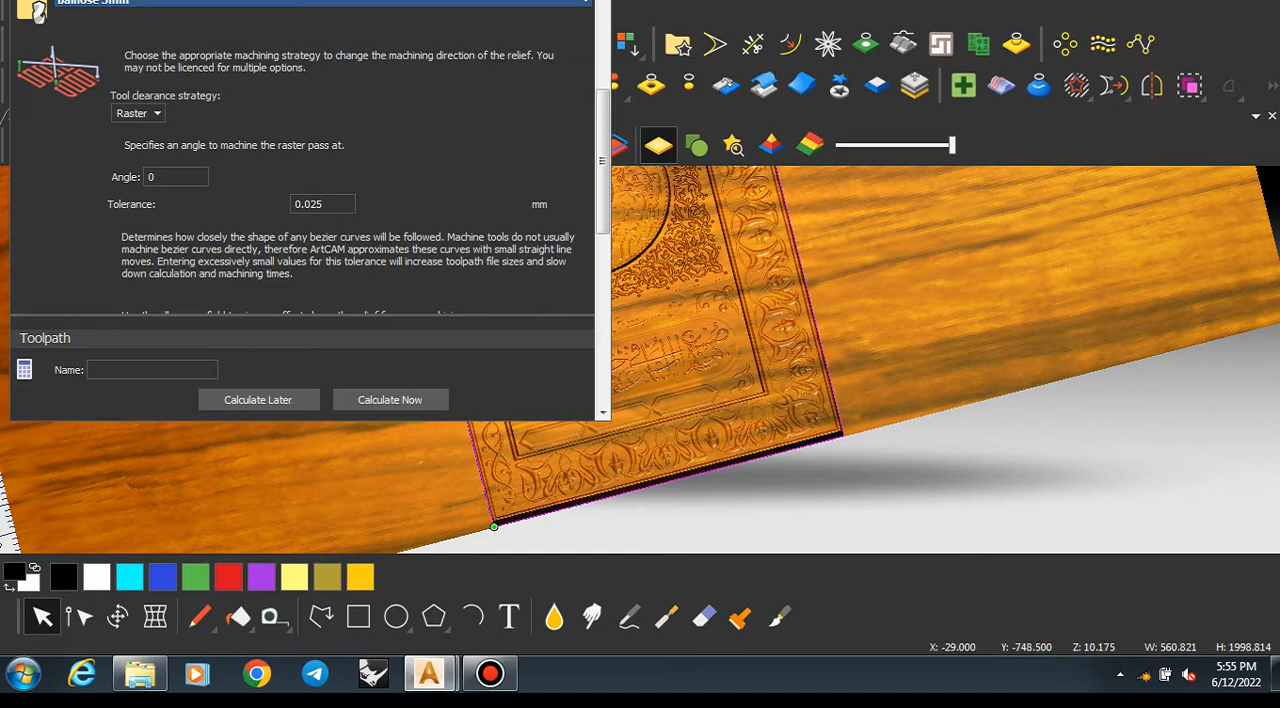 Ballnose 3mm
Choose the appropriate machining strategy to change the machining direction of the relief. You
may not be licenced for multiple options.
Tool clearance strategy:
Raster
Specifies an angle to machine the raster pass at.
Angle: 0
Tolerance: 0.025 mm
Determines how closely the shape of any bezier curves will be followed. Machine tools do not usually
machine bezier curves directly, therefore ArtCAM approximates these curves with small straight line
moves. Entering excessively small values for this tolerance will increase toolpath file sizes and slow
down calculation and machining times.
Toolpath
Name:
Calculate Later Calculate Now
X: -29.000 Y: -748.500 Z: 10.175 W: 560.821 H: 1998.814
5:55 PM
6/12/2022